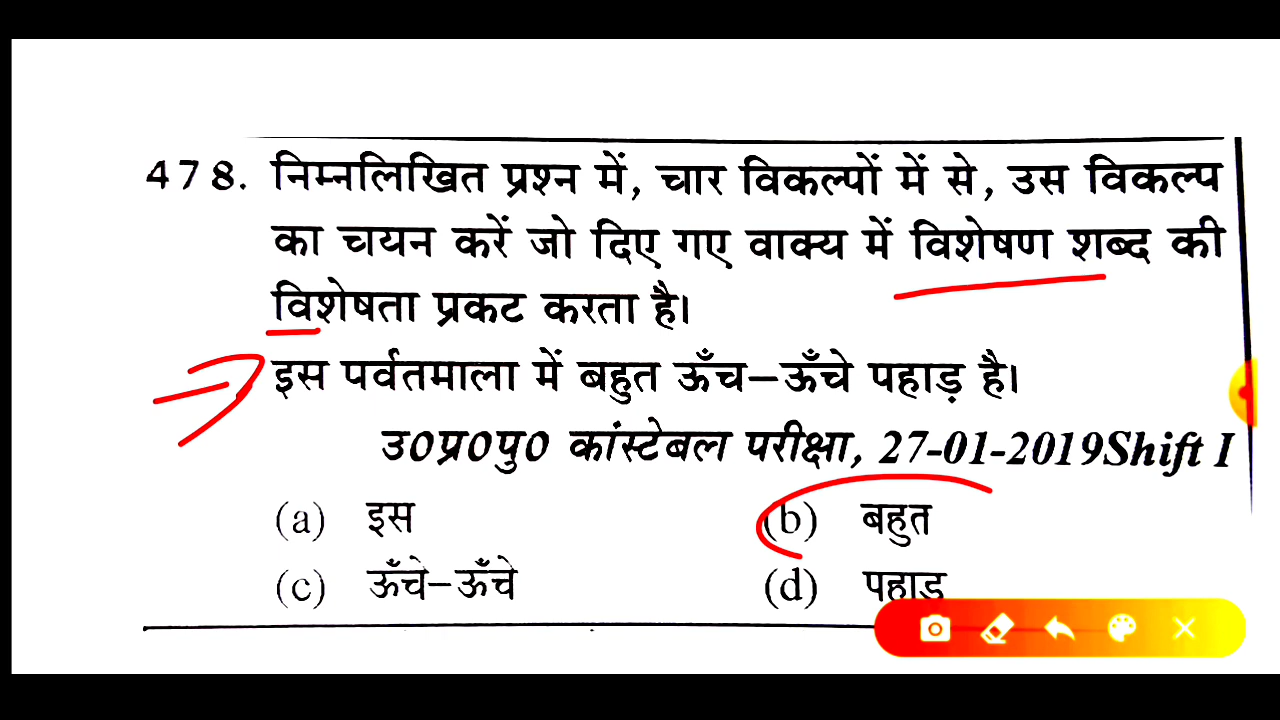 478. निम्नलिखित प्रश्न में, चार विकल्पों में से, उस विकल्प
का चयन करें जो दिए गए वाक्य में विशेषण शब्द की
विशेषता प्रकट करता है।
इस पर्वतमाला में बहुत ऊँच–ऊँचे पहाड़ है।
उ0प्र0पु0 कांस्टेबल परीक्षा, 27-01-2019Shift I
(a) इस (b) बहुत
(c) ऊँचे–ऊँचे (d) पहाड़